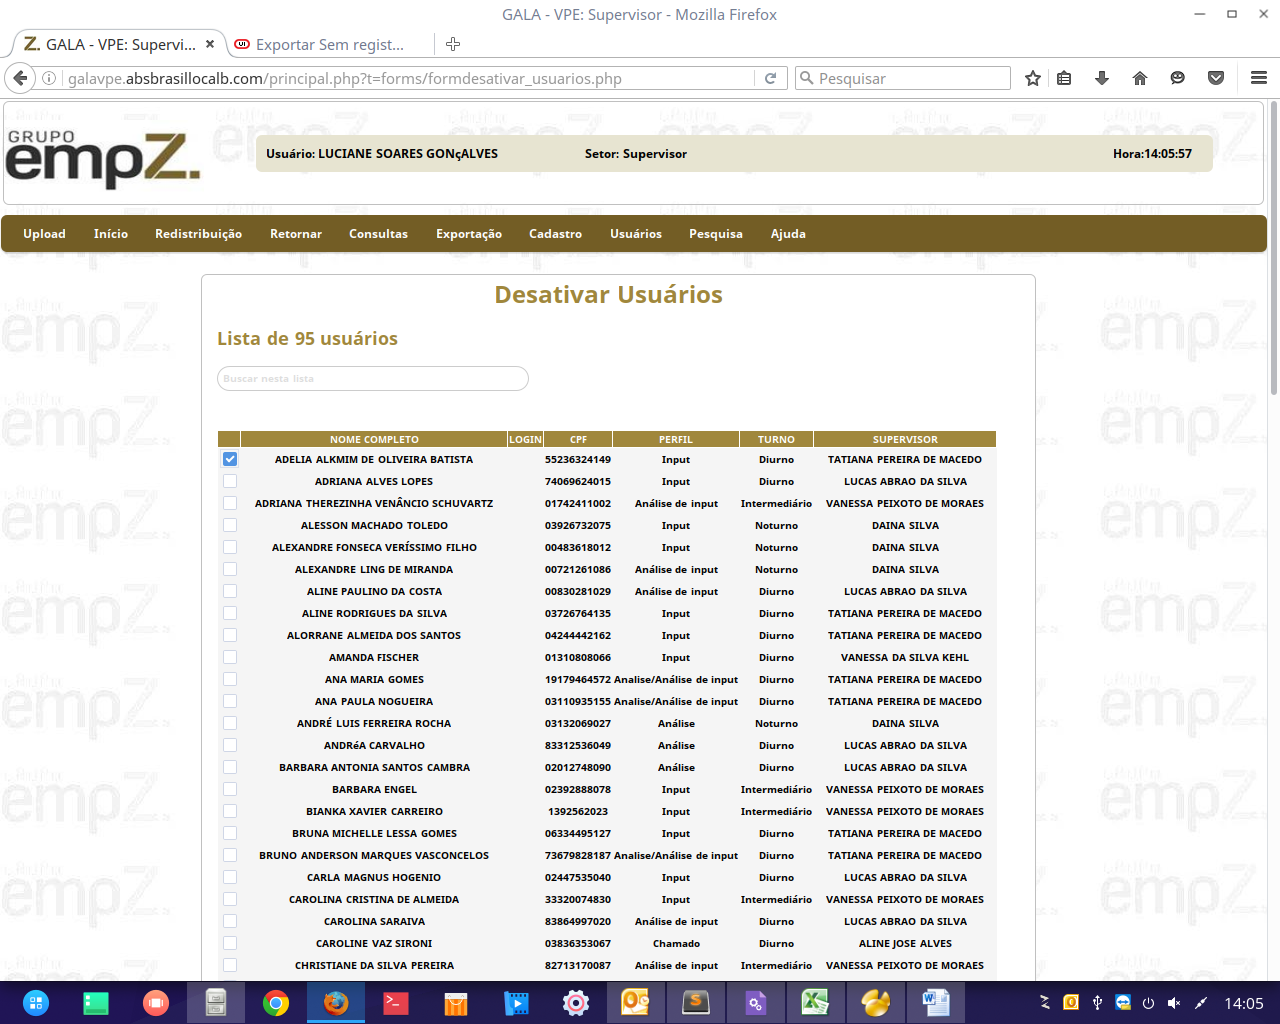 GALA - VPE: Supervisor - Mozilla Firefox
Z. GALA - VPE: Supervi... Exportar Sem regist...
galavpe.absbrasillocalb.com/principal.php?t=forms/formdesativar_usuarios.php Pesquisar
GRUPO
empZ.
Usuário: LUCIANE SOARES GONçALVES Setor: Supervisor Hora:14:05:57
Upload Início Redistribuição Retornar Consultas Exportação Cadastro Usuários Pesquisa Ajuda
Desativar Usuários
Lista de 95 usuários
Buscar nesta lista
NOME COMPLETO LOGIN CPF PERFIL TURNO SUPERVISOR
ADELIA ALKMIM DE OLIVEIRA BATISTA 55236324149 Input Diurno TATIANA PEREIRA DE MACEDO
ADRIANA ALVES LOPES 74069624015 Input Diurno LUCAS ABRAO DA SILVA
ADRIANA THEREZINHA VENÂNCIO SCHUVARTZ 01742411002 Análise de input Intermediário VANESSA PEIXOTO DE MORAES
ALESSON MACHADO TOLEDO 03926732075 Input Noturno DAINA SILVA
ALEXANDRE FONSECA VERÍSSIMO FILHO 00483618012 Input Noturno DAINA SILVA
ALEXANDRE LING DE MIRANDA 00721261086 Análise de input Noturno DAINA SILVA
ALINE PAULINO DA COSTA 00830281029 Análise de input Diurno LUCAS ABRAO DA SILVA
ALINE RODRIGUES DA SILVA 03726764135 Input Diurno TATIANA PEREIRA DE MACEDO
ALORRANE ALMEIDA DOS SANTOS 04244442162 Input Diurno TATIANA PEREIRA DE MACEDO
AMANDA FISCHER 01310808066 Input Diurno VANESSA DA SILVA KEHL
ANA MARIA GOMES 19179464572 Analise/Análise de input Diurno TATIANA PEREIRA DE MACEDO
ANA PAULA NOGUEIRA 03110935155 Analise/Análise de input Diurno TATIANA PEREIRA DE MACEDO
ANDRÉ LUIS FERREIRA ROCHA 03132069027 Análise Noturno DAINA SILVA
ANDRéA CARVALHO 83312536049 Análise Diurno LUCAS ABRAO DA SILVA
BARBARA ANTONIA SANTOS CAMBRA 02012748090 Análise Diurno LUCAS ABRAO DA SILVA
BARBARA ENGEL 02392888078 Input Intermediário VANESSA PEIXOTO DE MORAES
BIANKA XAVIER CARREIRO 1392562023 Input Intermediário VANESSA PEIXOTO DE MORAES
BRUNA MICHELLE LESSA GOMES 06334495127 Input Diurno TATIANA PEREIRA DE MACEDO
BRUNO ANDERSON MARQUES VASCONCELOS 73679828187 Analise/Análise de input Diurno TATIANA PEREIRA DE MACEDO
CARLA MAGNUS HOGENIO 02447535040 Input Diurno LUCAS ABRAO DA SILVA
CAROLINA CRISTINA DE ALMEIDA 33320074830 Input Intermediário VANESSA PEIXOTO DE MORAES
CAROLINA SARAIVA 83864997020 Análise de input Diurno LUCAS ABRAO DA SILVA
CAROLINE VAZ SIRONI 03836353067 Chamado Diurno ALINE JOSE ALVES
CHRISTIANE DA SILVA PEREIRA 82713170087 Análise de input Intermediário VANESSA PEIXOTO DE MORAES
14:05